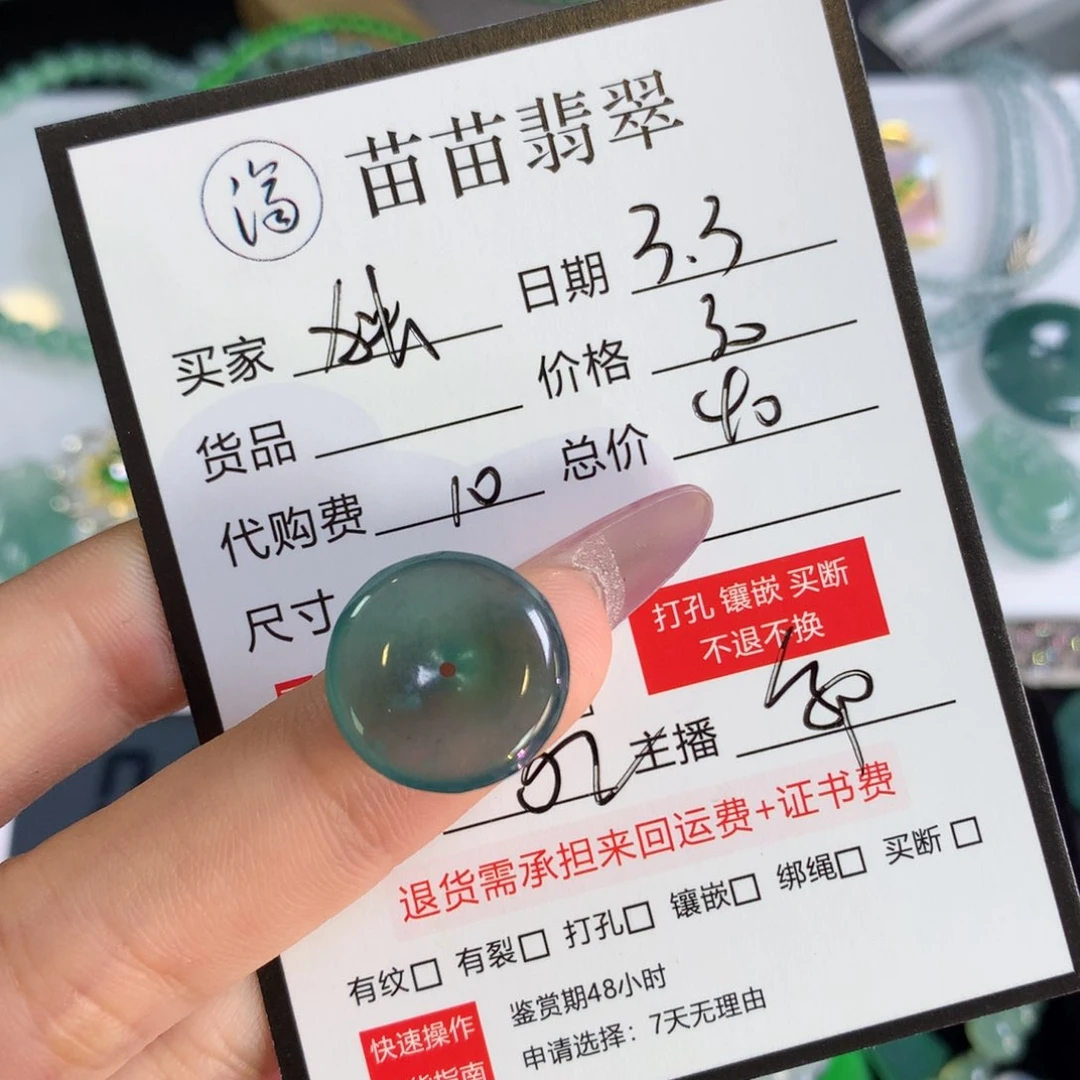 苗苗翡翠
买家 日期 3.3
货品 价格 30
代购费 10 总价 40
尺寸
打孔 镶嵌 买断
不退不换
主播
退货需承担来回运费+证书费
有纹□ 有裂□ 打孔□ 镶嵌□ 绑绳□ 买断□
快速操作
鉴赏期48小时
申请选择：7天无理由